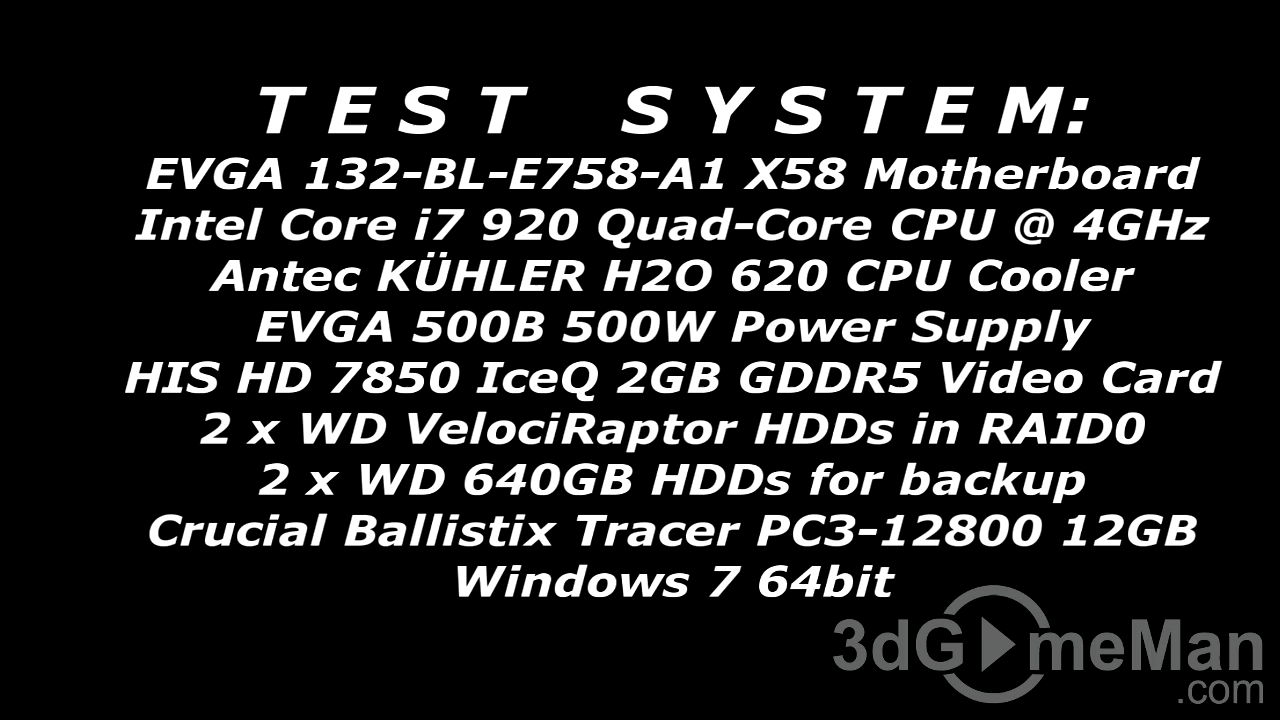 TEST SYSTEM:
EVGA 132-BL-E758-A1 X58 Motherboard
Intel Core i7 920 Quad-Core CPU @ 4GHz
Antec KÜHLER H2O 620 CPU Cooler
EVGA 500B 500W Power Supply
HIS HD 7850 IceQ 2GB GDDR5 Video Card
2 x WD VelociRaptor HDDs in RAID0
2 x WD 640GB HDDs for backup
Crucial Ballistix Tracer PC3-12800 12GB
Windows 7 64bit
3dGameMan
.com